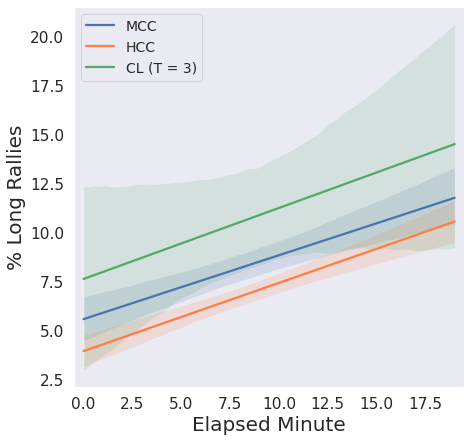 MCC
HCC
CL (T = 3)
% Long Rallies
20.0
17.5
15.0
12.5
10.0
7.5
5.0
2.5
0.0 2.5 5.0 7.5 10.0 12.5 15.0 17.5
Elapsed Minute